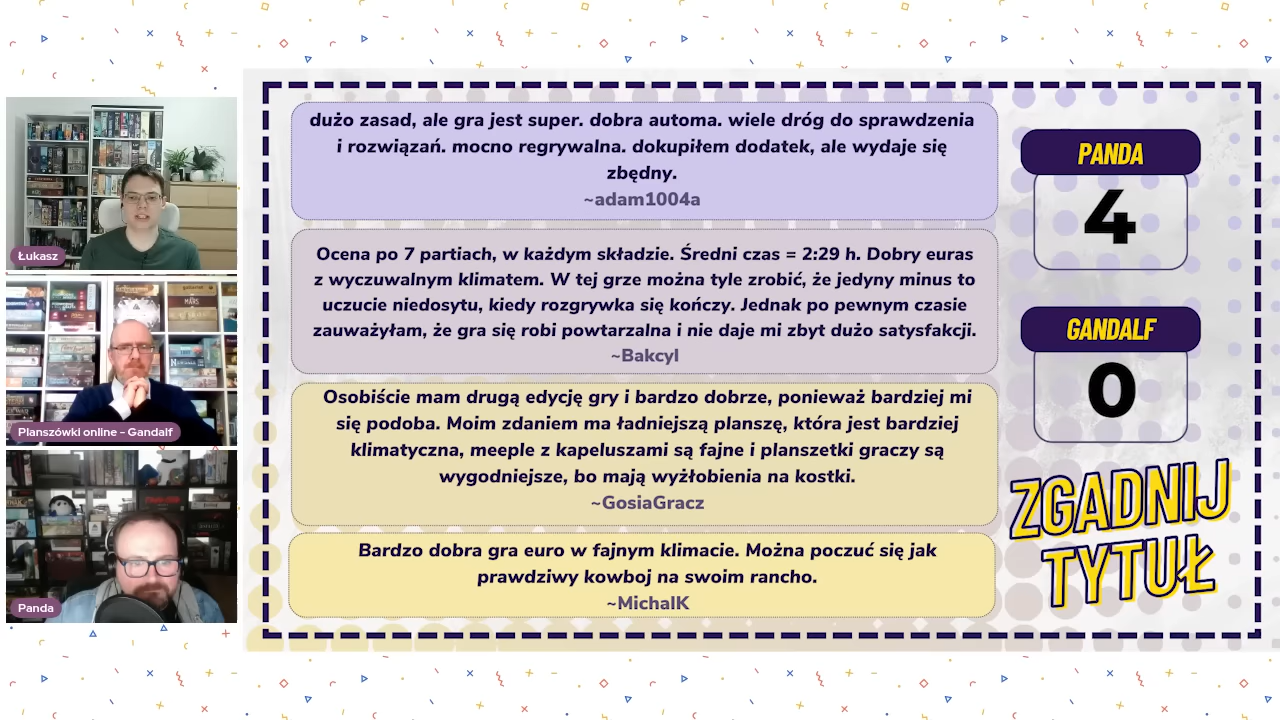 dużo zasad, ale gra jest super. dobra automa. wiele dróg do sprawdzenia
i rozwiązań. mocno regrywalna. dokupiłem dodatek, ale wydaje się
zbędny.
~adam1004a
Ocena po 7 partiach, w każdym składzie. Średni czas = 2:29 h. Dobry euras
z wyczuwalnym klimatem. W tej grze można tyle zrobić, że jedyny minus to
uczucie niedosytu, kiedy rozgrywka się kończy. Jednak po pewnym czasie
zauważyłam, że gra się robi powtarzalna i nie daje mi zbyt dużo satysfakcji.
~Bakcyl
Osobiście mam drugą edycję gry i bardzo dobrze, ponieważ bardziej mi
się podoba. Moim zdaniem ma ładniejszą planszę, która jest bardziej
klimatyczna, meeple z kapeluszami są fajne i planszetki graczy są
wygodniejsze, bo mają wyżłobienia na kostki.
~GosiaGracz
Bardzo dobra gra euro w fajnym klimacie. Można poczuć się jak
prawdziwy kowboj na swoim rancho.
~MichalK
PANDA
4
GANDALF
0
ZGADNIJ
TYTUŁ
Łukasz
Planszówki online - Gandalf
Panda
MARS